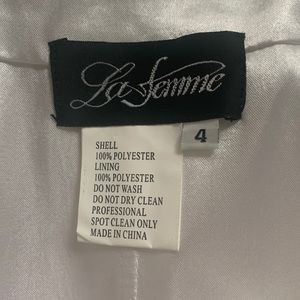 La Femme
4
SHELL
100% POLYESTER
LINING
100% POLYESTER
DO NOT WASH
DO NOT DRY CLEAN
PROFESSIONAL
SPOT CLEAN ONLY
MADE IN CHINA